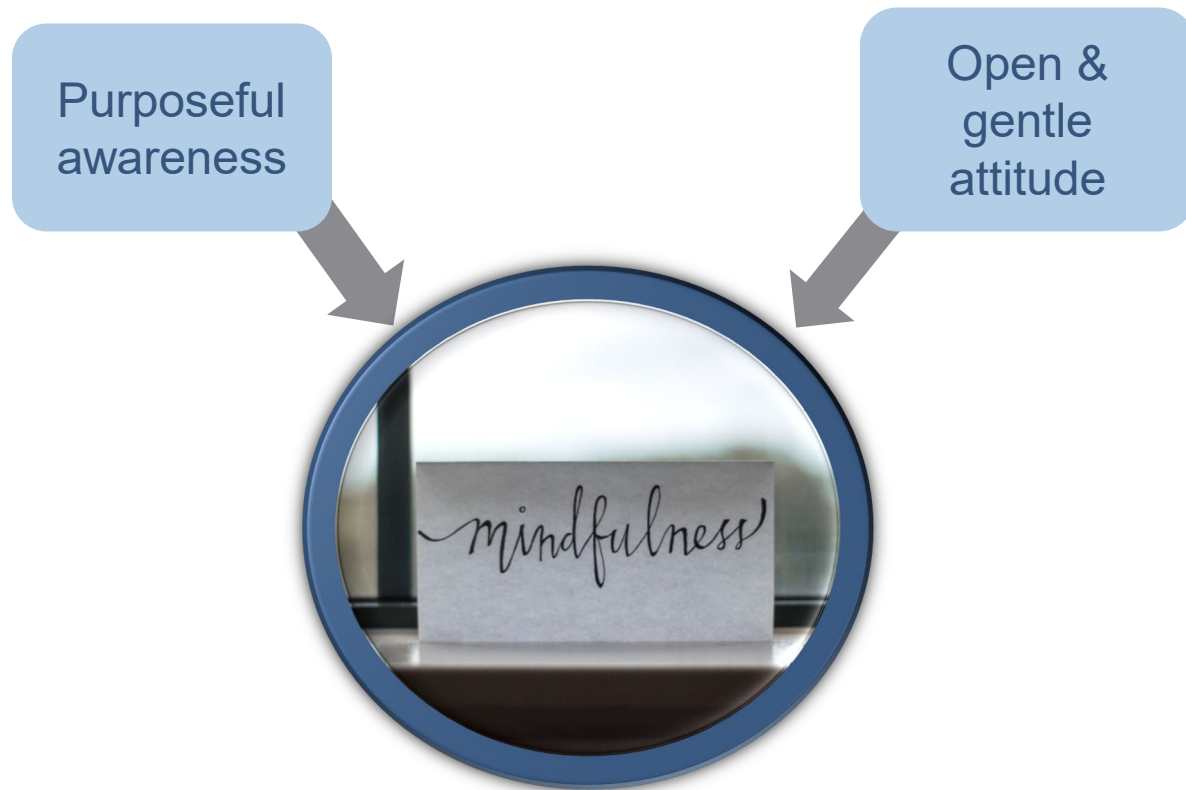 Purposeful
awareness
Open &
gentle
attitude
mindfulness